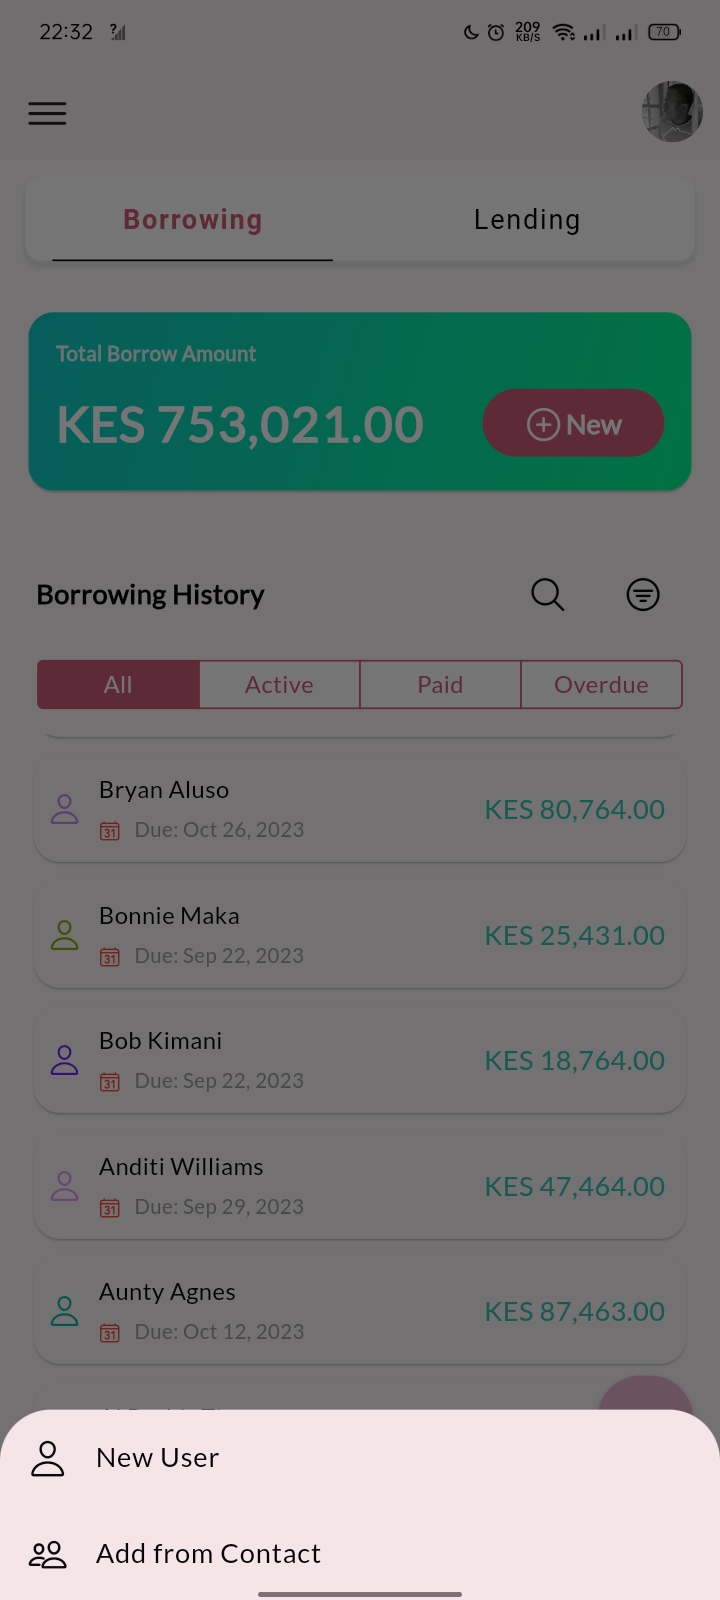 22:32
209
KB/S
70
Borrowing
Lending
Total Borrow Amount
KES 753,021.00
New
Borrowing History
All
Active
Paid
Overdue
Bryan Aluso
KES 80,764.00
31
Due: Oct 26, 2023
Bonnie Maka
KES 25,431.00
31
Due: Sep 22, 2023
Bob Kimani
KES 18,764.00
31
Due: Sep 22, 2023
Anditi Williams
KES 47,464.00
31
Due: Sep 29, 2023
Aunty Agnes
KES 87,463.00
31
Due: Oct 12, 2023
New User
Add from Contact